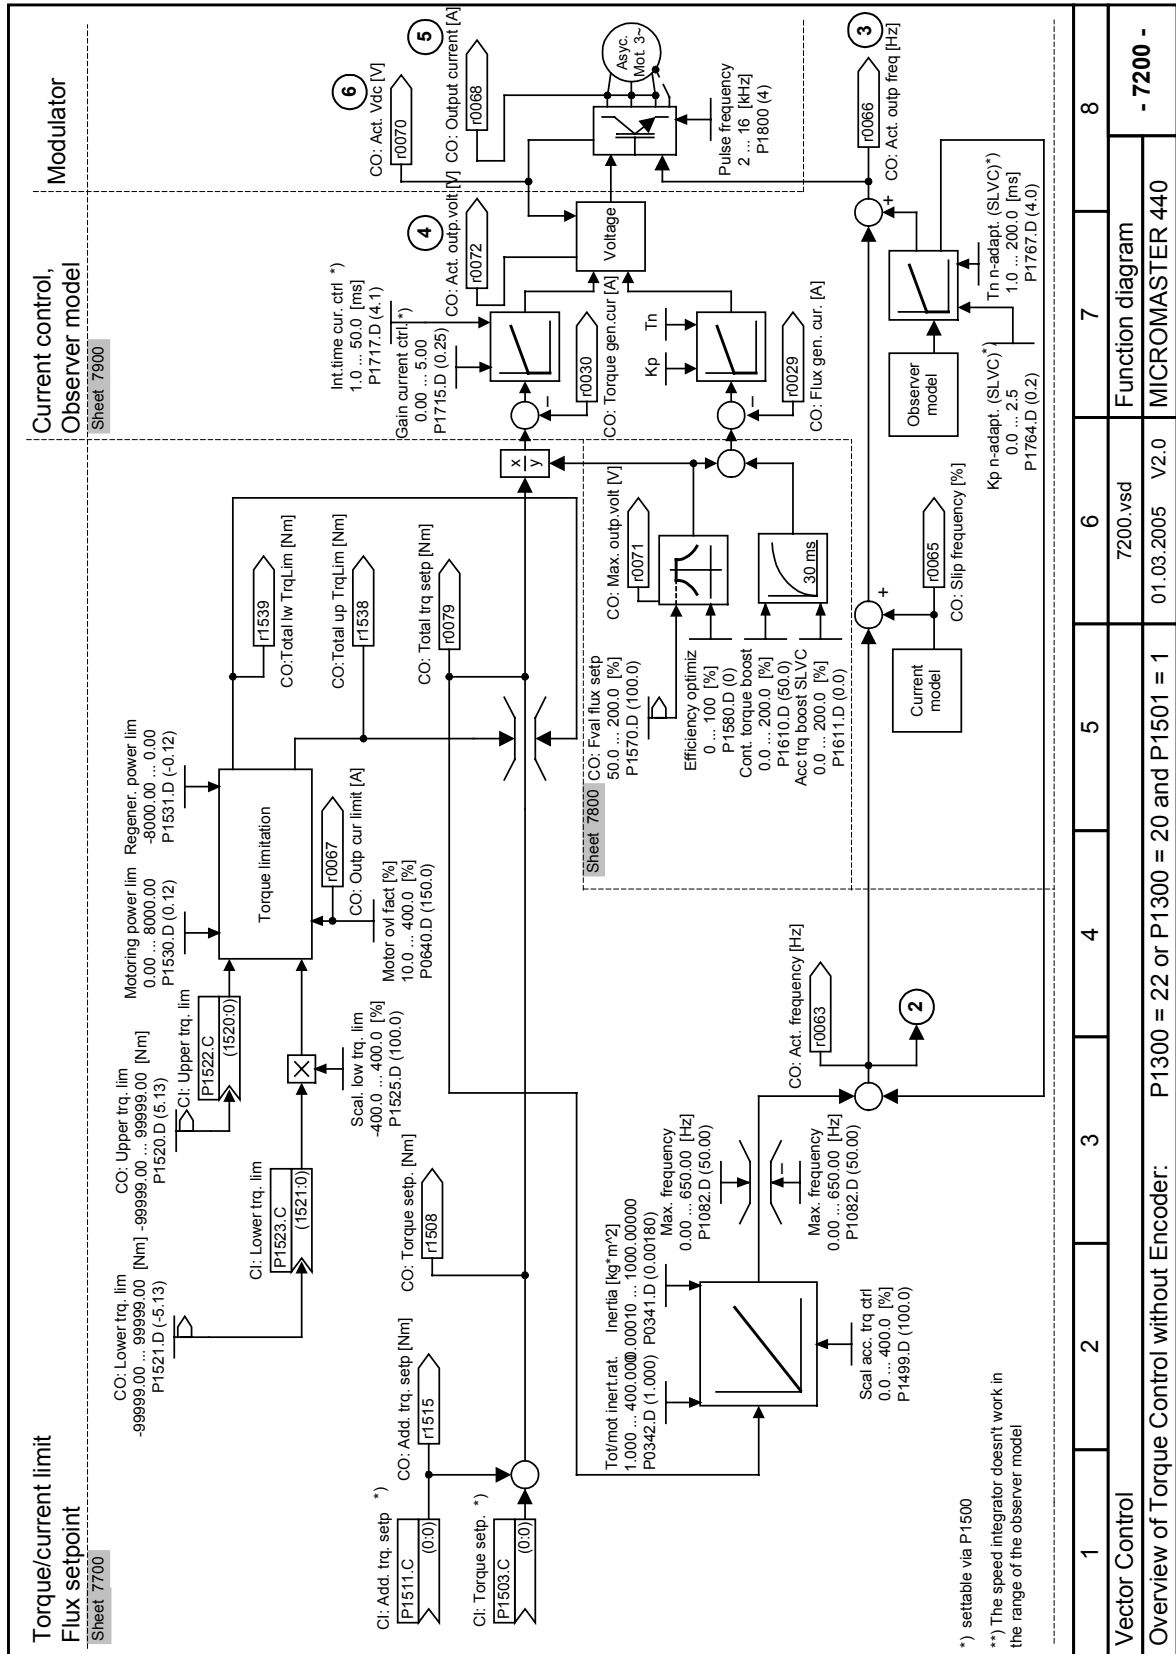 Torque/current limit
Flux setpoint
Sheet 7700
Current control,
Observer model
Sheet 7900
Modulator
CO: Lower trq. lim
-99999.00 ... 99999.00 [Nm]
P1521.D (-5.13)
CO: Upper trq. lim
-99999.00 ... 99999.00 [Nm]
P1520.D (5.13)
CI: Lower trq. lim
P1523.C
(1521:0)
CI: Upper trq. lim
P1522.C
(1520:0)
Scal. low trq. lim
-400.0 ... 400.0 [%]
P1525.D (100.0)
Motoring power lim
0.00 ... 8000.00
P1530.D (0.12)
Regener. power lim
-8000.00 ... 0.00
P1531.D (-0.12)
Torque limitation
r0067
CO: Outp cur limit [A]
Motor ovl fact
10.0 ... 400.0 [%]
P0640.D (150.0)
r1539
CO:Total lw TrqLim [Nm]
r1538
CO:Total up TrqLim [Nm]
r0079
CO: Total trq setp [Nm]
CI: Add. trq. setp *)
P1511.C
(0:0)
CO: Add. trq. setp [Nm]
r1515
CI: Torque setp. *)
P1503.C
(0:0)
CO: Torque setp. [Nm]
r1508
x
y
Int.time cur. ctrl *)
1.0 ... 50.0 [ms]
P1717.D (4.1)
Gain current ctrl. *)
0.00 ... 5.00
P1715.D (0.25)
–
r0030
CO: Torque gen.cur [A]
Kp
Tn
–
r0029
CO: Flux gen. cur. [A]
4
CO: Act. outp.volt [V]
r0072
Voltage
6
CO: Act. Vdc [V]
r0070
5
CO: Output current [A]
r0068
Asyc.
Mot. 3~
Pulse frequency
2 ... 16 [kHz]
P1800 (4)
Sheet 7800
CO: Fval flux setp
50.0 ... 200.0 [%]
P1570.D (100.0)
CO: Max. outp.volt [V]
r0071
Efficiency optimiz
0 ... 100 [%]
P1580.D (0)
Cont. torque boost
0.0 ... 200.0 [%]
P1610.D (50.0)
Acc trq boost SLVC
0.0 ... 200.0 [%]
P1611.D (0.0)
30 ms
Tot/mot inert.rat.
1.000 ... 400.000
P0342.D (1.000)
Inertia [kg*m^2]
0.00010 ... 1000.00000
P0341.D (0.00180)
Scal acc. trq ctrl
0.0 ... 400.0 [%]
P1499.D (100.0)
Max. frequency
0.00 ... 650.00 [Hz]
P1082.D (50.00)
–
Max. frequency
0.00 ... 650.00 [Hz]
P1082.D (50.00)
CO: Act. frequency [Hz]
r0063
2
Current
model
+
r0065
CO: Slip frequency [%]
Observer
model
Kp n-adapt. (SLVC) *)
0.0 ... 2.5
P1764.D (0.2)
Tn n-adapt. (SLVC) *)
1.0 ... 200.0 [ms]
P1767.D (4.0)
+
3
r0066
CO: Act. outp freq [Hz]
*) settable via P1500
**) The speed integrator doesn't work in
the range of the observer model
1 2 3 4 5 6 7 8
Vector Control
7200.vsd
Function diagram
- 7200 -
Overview of Torque Control without Encoder: P1300 = 22 or P1300 = 20 and P1501 = 1
01.03.2005 V2.0
MICROMASTER 440